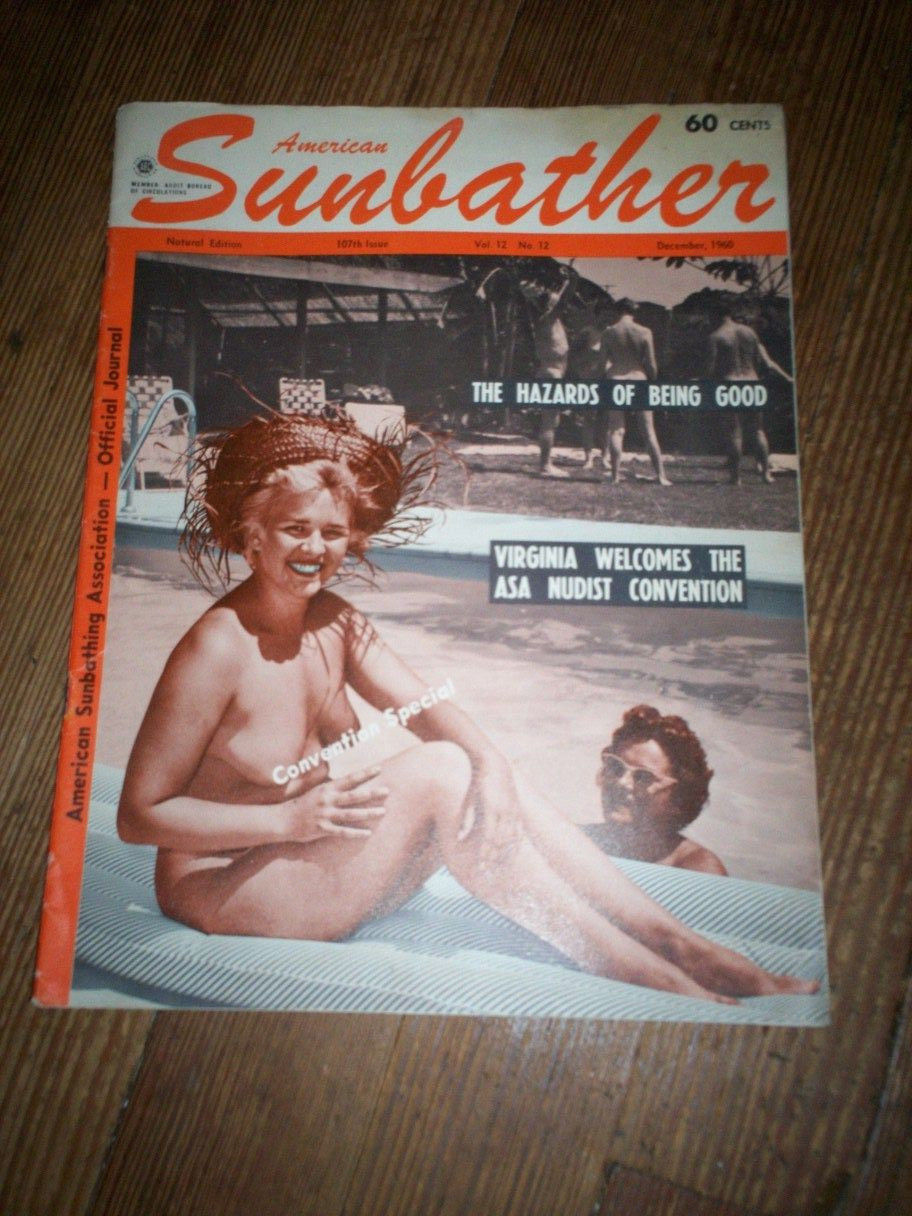 American
60 CENTS
Sunbather
MEMBER AUDIT BUREAU
OF CIRCULATIONS
Natural Edition 107th Issue Vol. 12 No. 12 December, 1960
American Sunbathing Association — Official Journal
THE HAZARDS OF BEING GOOD
VIRGINIA WELCOMES THE
ASA NUDIST CONVENTION
Convention Special